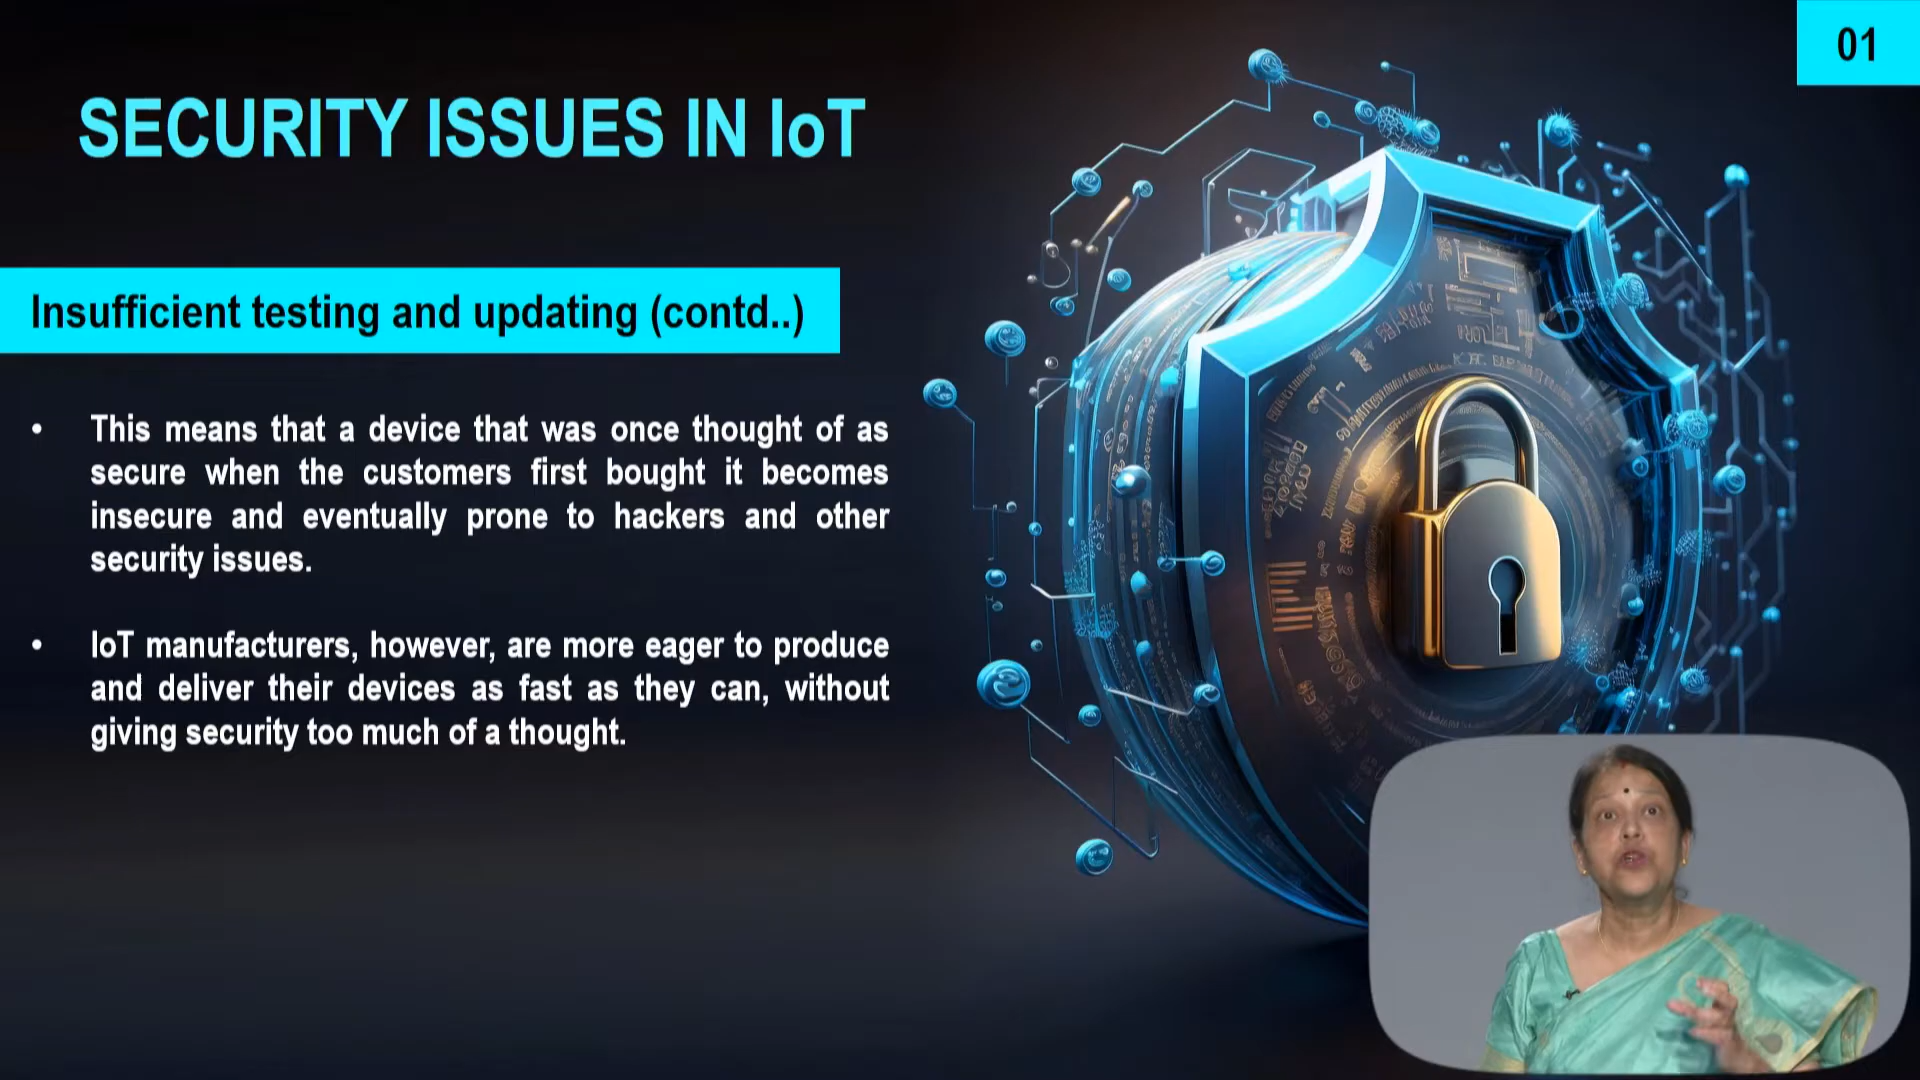 01
SECURITY ISSUES IN IoT
Insufficient testing and updating (contd..)
• This means that a device that was once thought of as
secure when the customers first bought it becomes
insecure and eventually prone to hackers and other
security issues.
• IoT manufacturers, however, are more eager to produce
and deliver their devices as fast as they can, without
giving security too much of a thought.